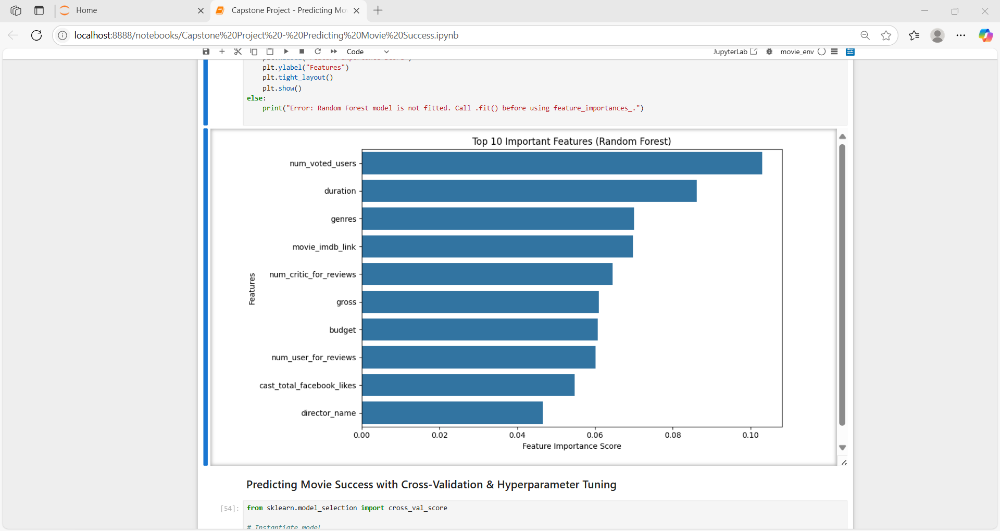 Home
Capstone Project - Predicting Mo
localhost:8888/notebooks/Capstone%20Project%20-%20Predicting%20Movie%20Success.ipynb
Code
JupyterLab
movie_env
plt.ylabel("Features")
plt.tight_layout()
plt.show()
else:
print("Error: Random Forest model is not fitted. Call .fit() before using feature_importances_.")
Top 10 Important Features (Random Forest)
num_voted_users
duration
genres
movie_imdb_link
num_critic_for_reviews
gross
budget
num_user_for_reviews
cast_total_facebook_likes
director_name
Features
0.00 0.02 0.04 0.06 0.08 0.10
Feature Importance Score
Predicting Movie Success with Cross-Validation & Hyperparameter Tuning
[54]:
from sklearn.model_selection import cross_val_score
# Instantiate model